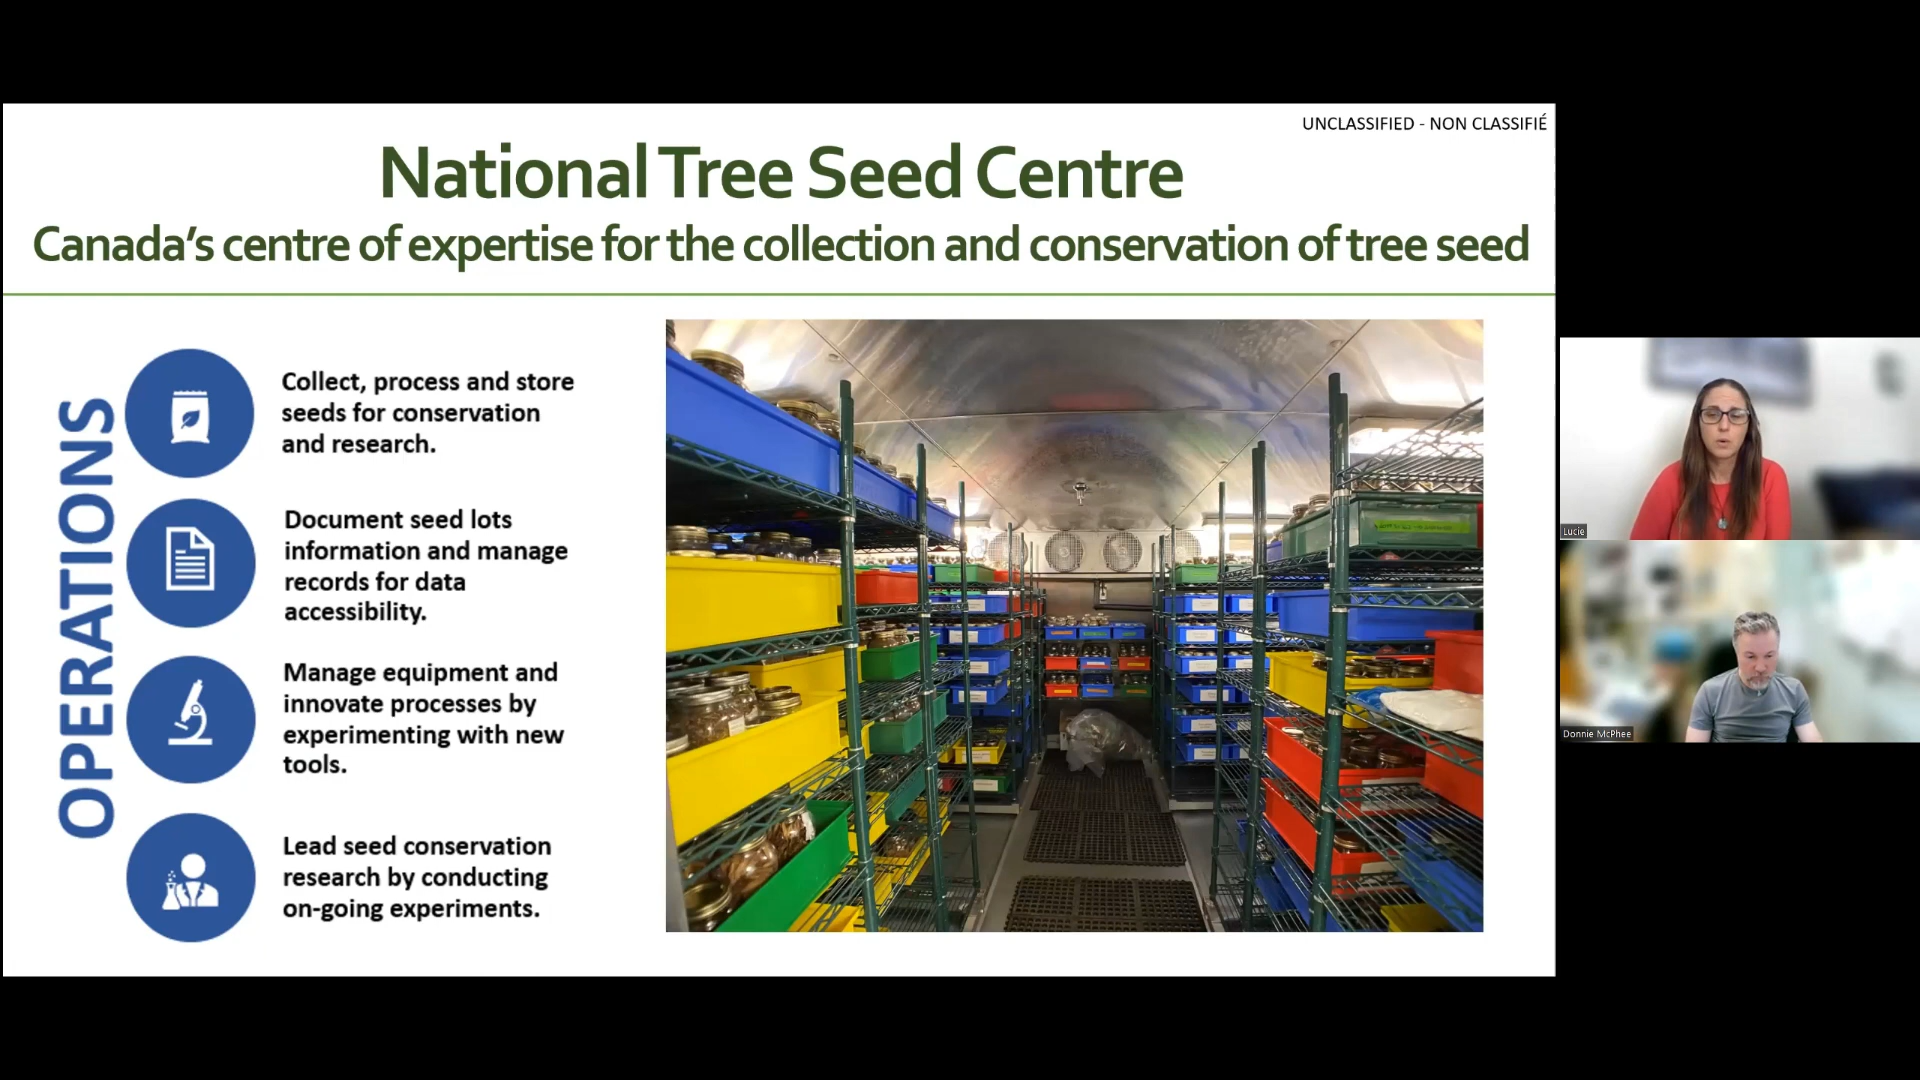 UNCLASSIFIED - NON CLASSIFIÉ
National Tree Seed Centre
Canada's centre of expertise for the collection and conservation of tree seed
OPERATIONS
Collect, process and store
seeds for conservation
and research.
Document seed lots
information and manage
records for data
accessibility.
Manage equipment and
innovate processes by
experimenting with new
tools.
Lead seed conservation
research by conducting
on-going experiments.
Lucie
Donnie McPhee